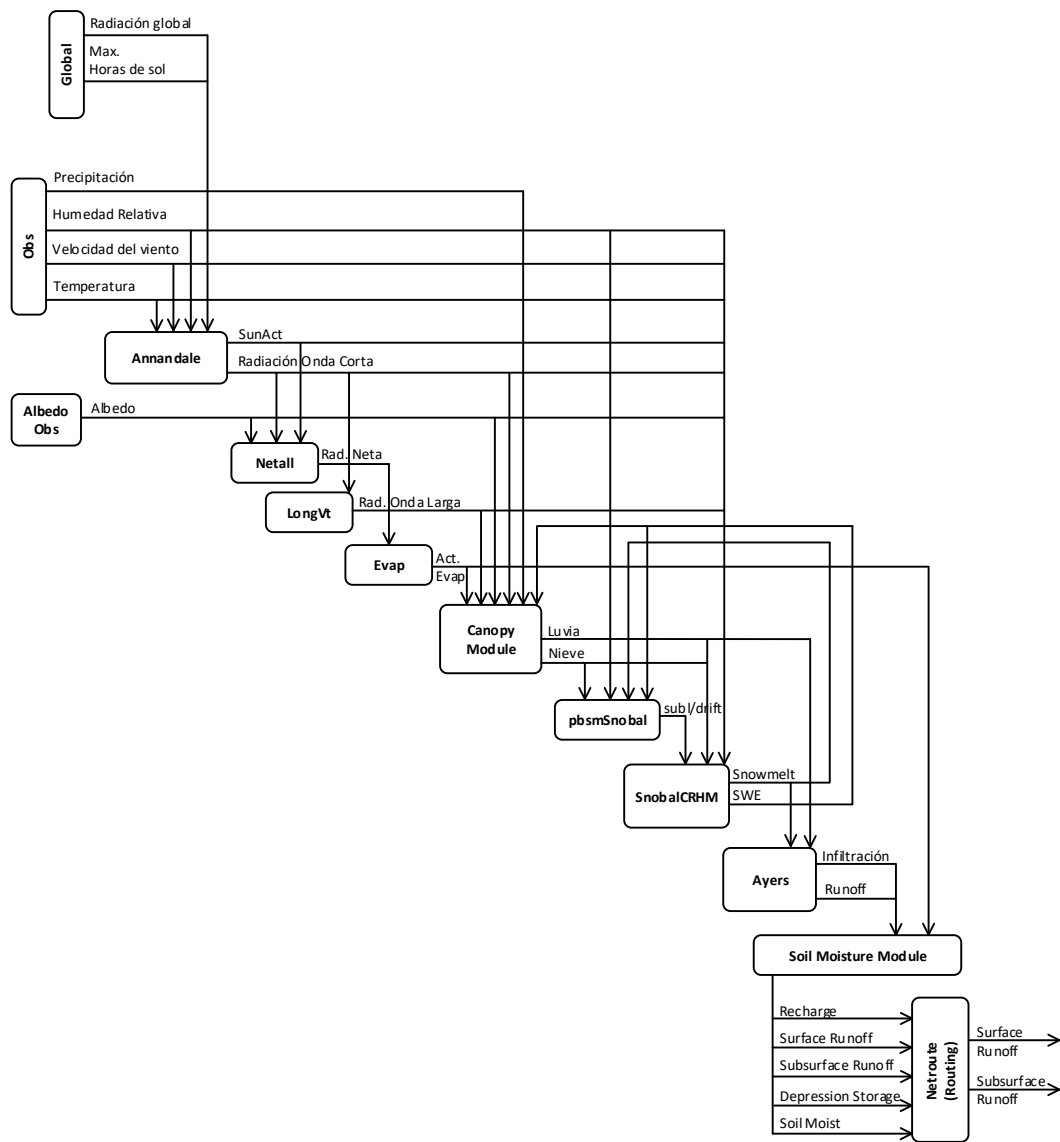 Radiación global
Max.
Horas de sol
Global
Precipitación
Humedad Relativa
Velocidad del viento
Temperatura
Obs
Annandale
SunAct
Radiación Onda Corta
Albedo
Obs
Albedo
Netall
Rad. Neta
LongVt
Rad. Onda Larga
Evap
Act.
Evap
Canopy
Module
Luvia
Nieve
pbsmSnobal
subl/drift
SnobalCRHM
Snowmelt
SWE
Ayers
Infiltración
Runoff
Soil Moisture Module
Recharge
Surface Runoff
Subsurface Runoff
Depression Storage
Soil Moist
Netroute
(Routing)
Surface
Runoff
Subsurface
Runoff